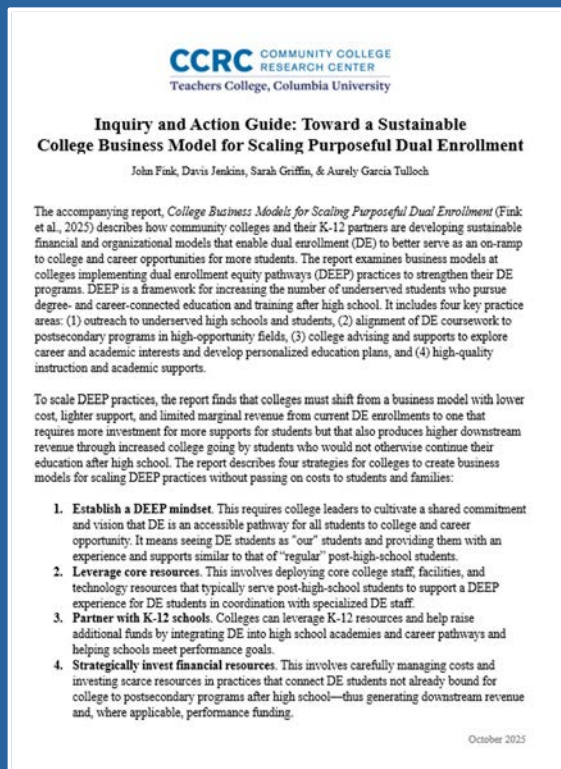 CCRC COMMUNITY COLLEGE
RESEARCH CENTER
Teachers College, Columbia University
Inquiry and Action Guide: Toward a Sustainable
College Business Model for Scaling Purposeful Dual Enrollment
John Fink, Davis Jenkins, Sarah Griffin, & Aurely Garcia Tulloch
The accompanying report, College Business Models for Scaling Purposeful Dual Enrollment (Fink
et al., 2025) describes how community colleges and their K-12 partners are developing sustainable
financial and organizational models that enable dual enrollment (DE) to better serve as an on-ramp
to college and career opportunities for more students. The report examines business models at
colleges implementing dual enrollment equity pathways (DEEP) practices to strengthen their DE
programs. DEEP is a framework for increasing the number of underserved students who pursue
degree- and career-connected education and training after high school. It includes four key practice
areas: (1) outreach to underserved high schools and students, (2) alignment of DE coursework to
postsecondary programs in high-opportunity fields, (3) college advising and supports to explore
career and academic interests and develop personalized education plans, and (4) high-quality
instruction and academic supports.
To scale DEEP practices, the report finds that colleges must shift from a business model with lower
cost, lighter support, and limited marginal revenue from current DE enrollments to one that
requires more investment for more supports for students but that also produces higher downstream
revenue through increased college going by students who would not otherwise continue their
education after high school. The report describes four strategies for colleges to create business
models for scaling DEEP practices without passing on costs to students and families:
1. Establish a DEEP mindset. This requires college leaders to cultivate a shared commitment
and vision that DE is an accessible pathway for all students to college and career
opportunity. It means seeing DE students as "our" students and providing them with an
experience and supports similar to that of "regular" post-high-school students.
2. Leverage core resources. This involves deploying core college staff, facilities, and
technology resources that typically serve post-high-school students to support a DEEP
experience for DE students in coordination with specialized DE staff.
3. Partner with K-12 schools. Colleges can leverage K-12 resources and help raise
additional funds by integrating DE into high school academies and career pathways and
helping schools meet performance goals.
4. Strategically invest financial resources. This involves carefully managing costs and
investing scarce resources in practices that connect DE students not already bound for
college to postsecondary programs after high school—thus generating downstream revenue
and, where applicable, performance funding.
October 2025